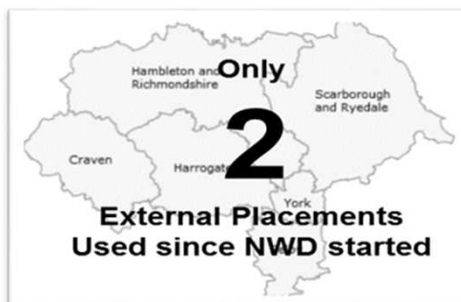 Only
Hambleton and
Richmondshire
Scarborough
and Ryedale
2
Craven
Harrogate
York
External Placements
Used since NWD started